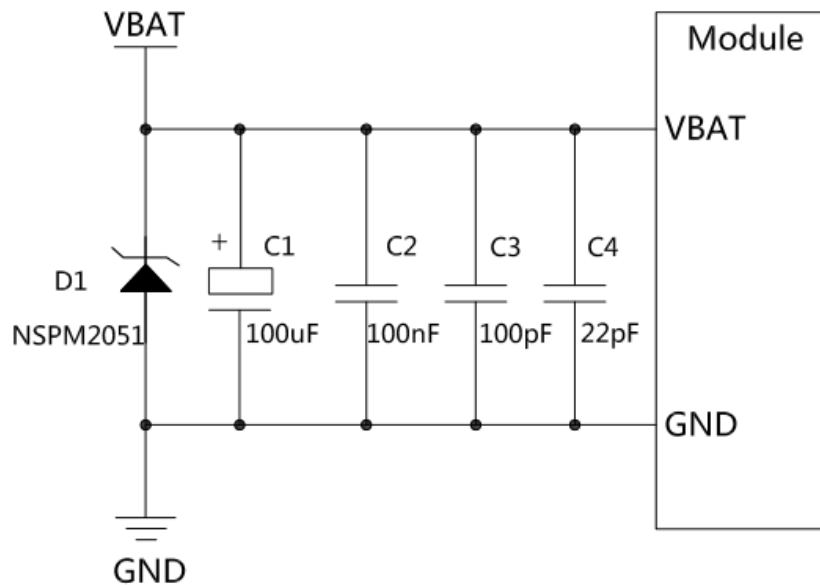 VBAT
Module
VBAT
+ C1
C2
C3
C4
D1
NSPM2051
100uF
100nF
100pF
22pF
GND
GND